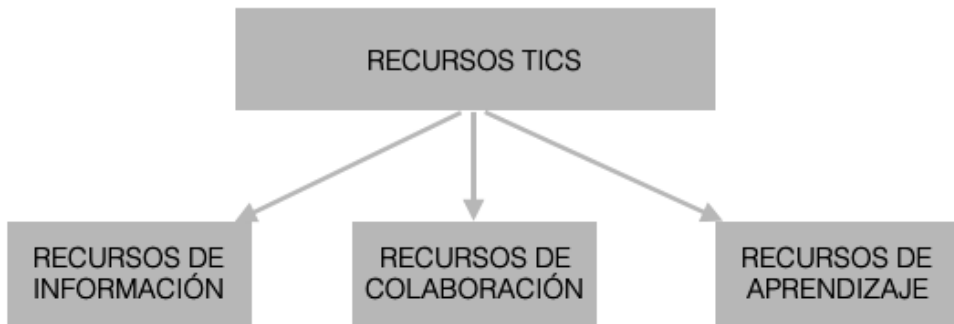 RECURSOS TICS
RECURSOS DE
INFORMACIÓN
RECURSOS DE
COLABORACIÓN
RECURSOS DE
APRENDIZAJE